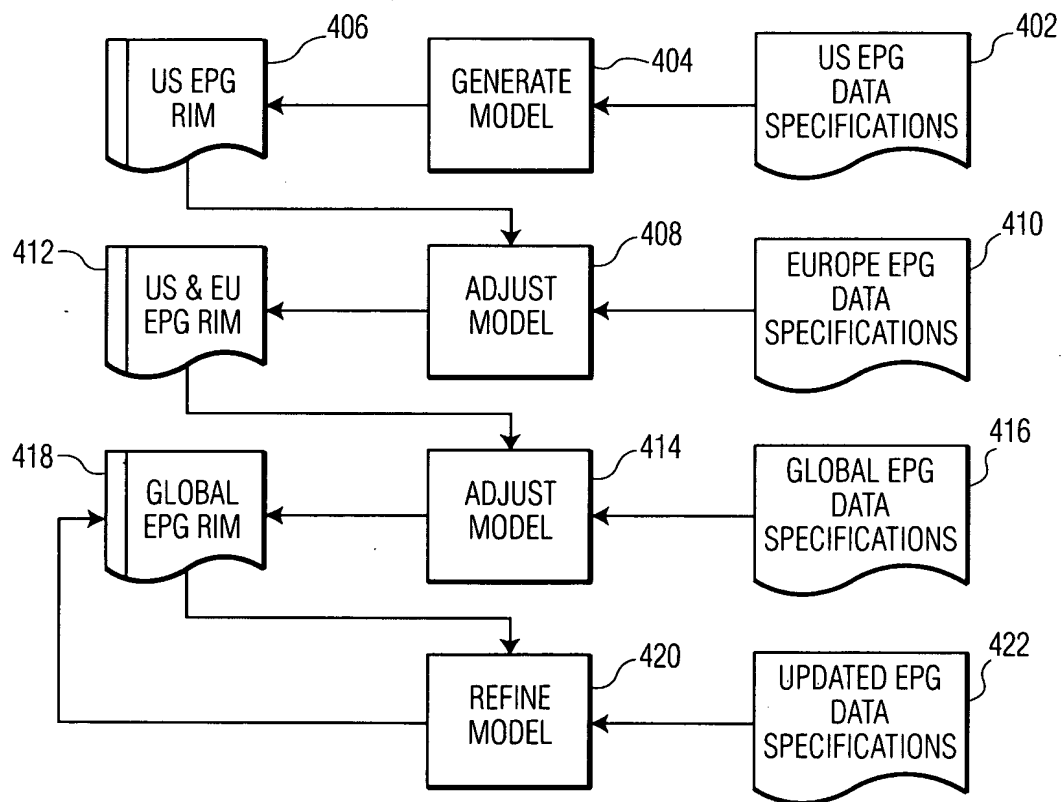 406
US EPG
RIM
404
GENERATE
MODEL
402
US EPG
DATA
SPECIFICATIONS
412
US & EU
EPG RIM
408
ADJUST
MODEL
410
EUROPE EPG
DATA
SPECIFICATIONS
418
GLOBAL
EPG RIM
414
ADJUST
MODEL
416
GLOBAL EPG
DATA
SPECIFICATIONS
420
REFINE
MODEL
422
UPDATED EPG
DATA
SPECIFICATIONS